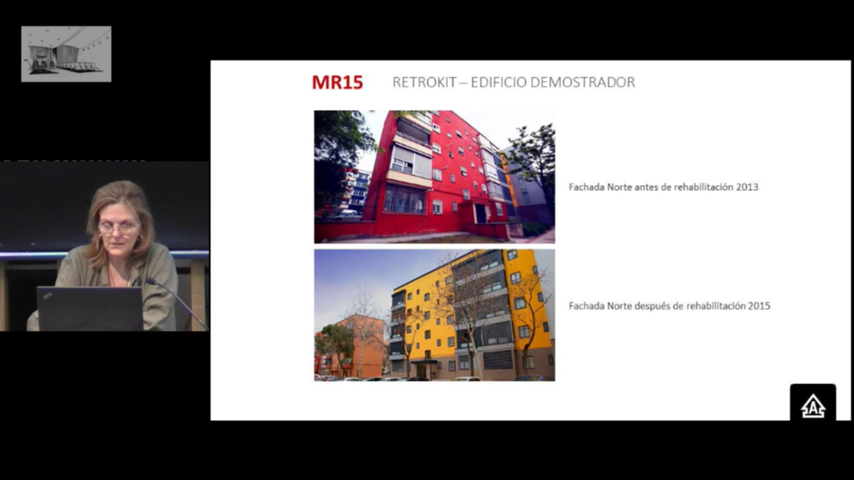 MR15 RETROKIT – EDIFICIO DEMOSTRADOR
Fachada Norte antes de rehabilitación 2013
Fachada Norte después de rehabilitación 2015
A